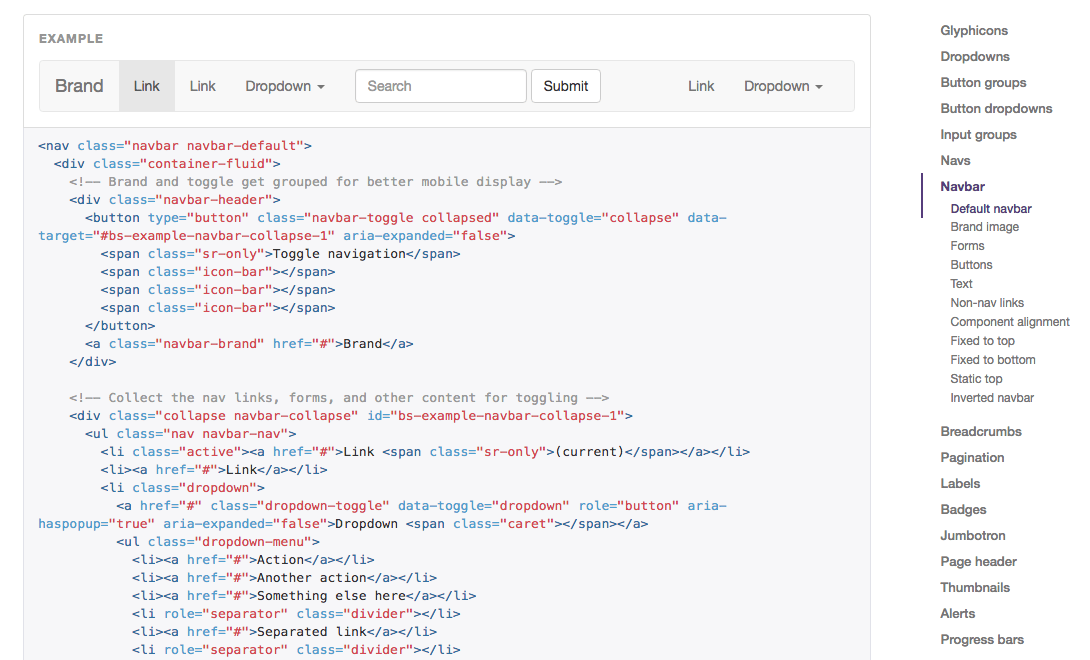 EXAMPLE
Brand Link Link Dropdown Search Submit Link Dropdown
<nav class="navbar navbar-default">
<div class="container-fluid">
<!-- Brand and toggle get grouped for better mobile display -->
<div class="navbar-header">
<button type="button" class="navbar-toggle collapsed" data-toggle="collapse" data-
target="#bs-example-navbar-collapse-1" aria-expanded="false">
<span class="sr-only">Toggle navigation</span>
<span class="icon-bar"></span>
<span class="icon-bar"></span>
<span class="icon-bar"></span>
</button>
<a class="navbar-brand" href="#">Brand</a>
</div>
<!-- Collect the nav links, forms, and other content for toggling -->
<div class="collapse navbar-collapse" id="bs-example-navbar-collapse-1">
<ul class="nav navbar-nav">
<li class="active"><a href="#">Link <span class="sr-only">(current)</span></a></li>
<li><a href="#">Link</a></li>
<li class="dropdown">
<a href="#" class="dropdown-toggle" data-toggle="dropdown" role="button" aria-
haspopup="true" aria-expanded="false">Dropdown <span class="caret"></span></a>
<ul class="dropdown-menu">
<li><a href="#">Action</a></li>
<li><a href="#">Another action</a></li>
<li><a href="#">Something else here</a></li>
<li role="separator" class="divider"></li>
<li><a href="#">Separated link</a></li>
<li role="separator" class="divider"></li>
Glyphicons
Dropdowns
Button groups
Button dropdowns
Input groups
Navs
Navbar
Default navbar
Brand image
Forms
Buttons
Text
Non-nav links
Component alignment
Fixed to top
Fixed to bottom
Static top
Inverted navbar
Breadcrumbs
Pagination
Labels
Badges
Jumbotron
Page header
Thumbnails
Alerts
Progress bars